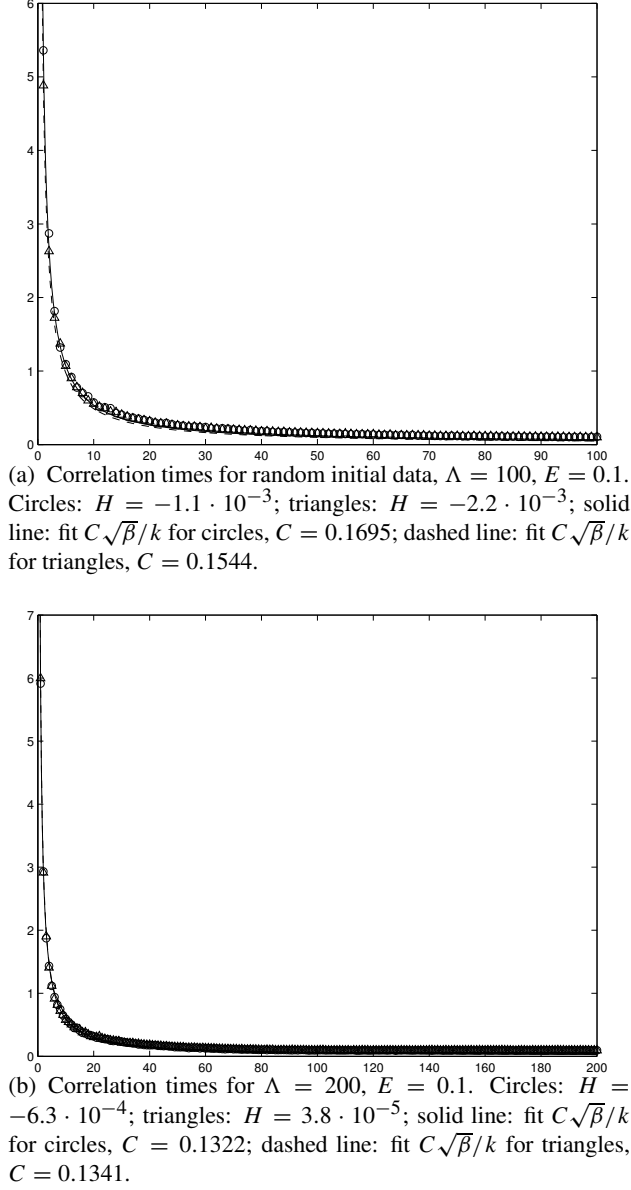 6
5
4
3
2
1
0
0 10 20 30 40 50 60 70 80 90 100
(a) Correlation times for random initial data, Λ = 100, E = 0.1.
Circles: H = −1.1 · 10⁻³; triangles: H = −2.2 · 10⁻³; solid
line: fit C√β/k for circles, C = 0.1695; dashed line: fit C√β/k
for triangles, C = 0.1544.
7
6
5
4
3
2
1
0
0 20 40 60 80 100 120 140 160 180 200
(b) Correlation times for Λ = 200, E = 0.1. Circles: H =
−6.3 · 10⁻⁴; triangles: H = 3.8 · 10⁻⁵; solid line: fit C√β/k
for circles, C = 0.1322; dashed line: fit C√β/k for triangles,
C = 0.1341.